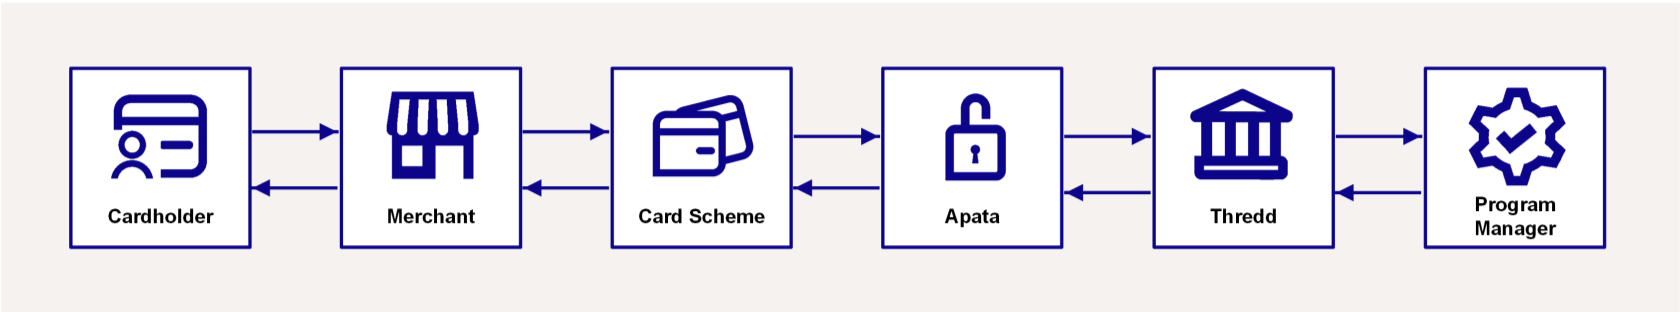 Cardholder
Merchant
Card Scheme
Apata
Thredd
Program
Manager